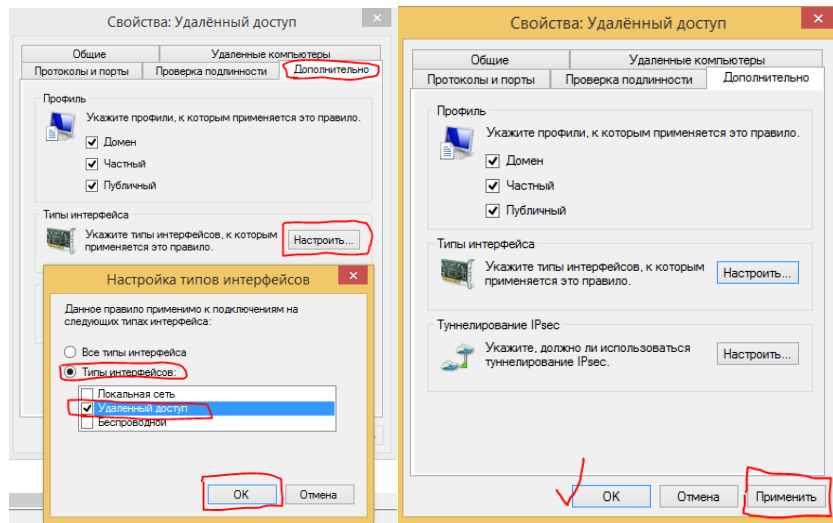 Свойства: Удалённый доступ
Общие
Удаленные компьютеры
Протоколы и порты
Проверка подлинности
Дополнительно
Профиль
Укажите профили, к которым применяется это правило.
Домен
Частный
Публичный
Типы интерфейса
Укажите типы интерфейсов, к которым
применяется это правило.
Настроить...
Настройка типов интерфейсов
Данное правило применимо к подключениям на
следующих типах интерфейса:
Все типы интерфейса
Типы интерфейсов:
Локальная сеть
Удаленный доступ
Беспроводной
OK
Отмена
Свойства: Удалённый доступ
Общие
Удаленные компьютеры
Протоколы и порты
Проверка подлинности
Дополнительно
Профиль
Укажите профили, к которым применяется это правило.
Домен
Частный
Публичный
Типы интерфейса
Укажите типы интерфейсов, к которым
применяется это правило.
Настроить...
Туннелирование IPsec
Укажите, должно ли использоваться
туннелирование IPsec.
Настроить...
OK
Отмена
Применить